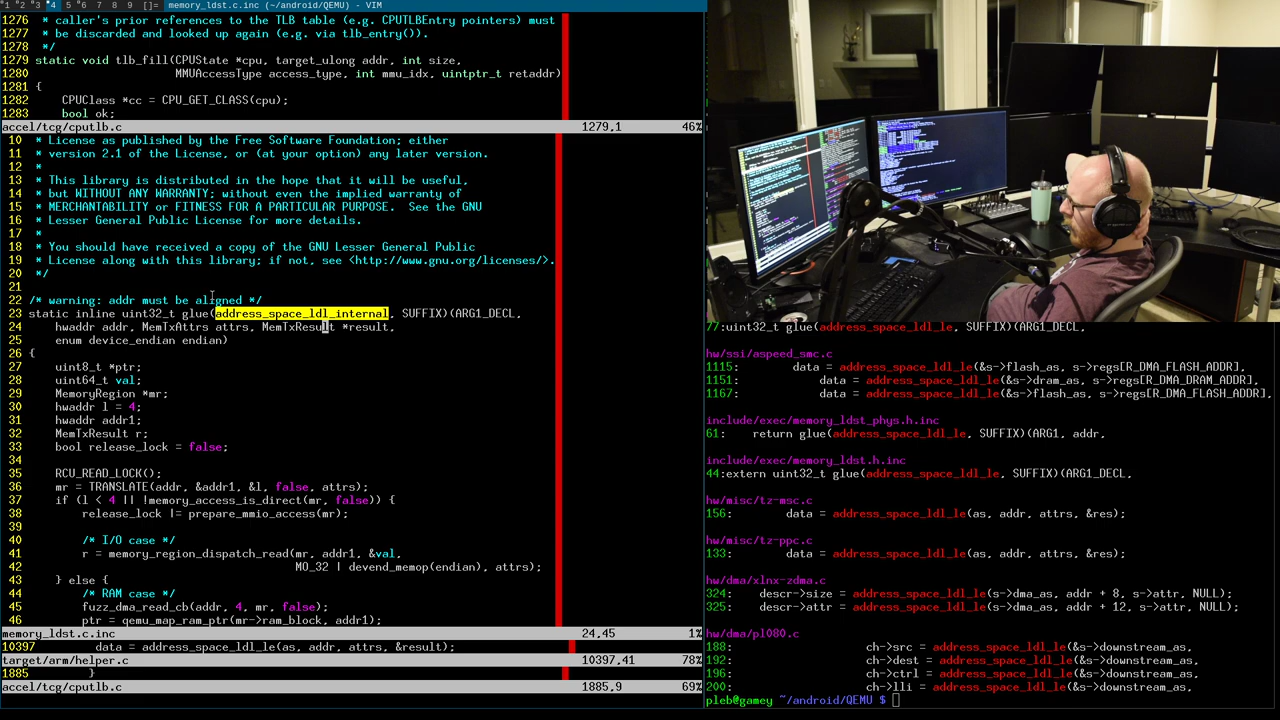 1 2 3 4 5 6 7 8 9 []= memory_ldst.c.inc (~/android/QEMU) - VIM
1276 * caller's prior references to the TLB table (e.g. CPUTLBEntry pointers) must
1277 * be discarded and looked up again (e.g. via tlb_entry()).
1278 */
1279 static void tlb_fill(CPUState *cpu, target_ulong addr, int size,
1280 MMUAccessType access_type, int mmu_idx, uintptr_t retaddr)
1281 {
1282 CPUClass *cc = CPU_GET_CLASS(cpu);
1283 bool ok;
accel/tcg/cputlb.c 1279,1 46%
10 * License as published by the Free Software Foundation; either
11 * version 2.1 of the License, or (at your option) any later version.
12 *
13 * This library is distributed in the hope that it will be useful,
14 * but WITHOUT ANY WARRANTY; without even the implied warranty of
15 * MERCHANTABILITY or FITNESS FOR A PARTICULAR PURPOSE. See the GNU
16 * Lesser General Public License for more details.
17 *
18 * You should have received a copy of the GNU Lesser General Public
19 * License along with this library; if not, see <http://www.gnu.org/licenses/>.
20 */
21
22 /* warning: addr must be aligned */
23 static inline uint32_t glue(address_space_ldl_internal, SUFFIX)(ARG1_DECL,
24 hwaddr addr, MemTxAttrs attrs, MemTxResult *result,
25 enum device_endian endian)
26 {
27 uint8_t *ptr;
28 uint64_t val;
29 MemoryRegion *mr;
30 hwaddr l = 4;
31 hwaddr addr1;
32 MemTxResult r;
33 bool release_lock = false;
34
35 RCU_READ_LOCK();
36 mr = TRANSLATE(addr, &addr1, &l, false, attrs);
37 if (l < 4 || !memory_access_is_direct(mr, false)) {
38 release_lock |= prepare_mmio_access(mr);
39
40 /* I/O case */
41 r = memory_region_dispatch_read(mr, addr1, &val,
42 MO_32 | devend_memop(endian), attrs);
43 } else {
44 /* RAM case */
45 fuzz_dma_read_cb(addr, 4, mr, false);
46 ptr = qemu_map_ram_ptr(mr->ram_block, addr1);
memory_ldst.c.inc 24,45 1%
10397 data = address_space_ldl_le(as, addr, attrs, &result);
target/arm/helper.c 10397,41 78%
1885 }
accel/tcg/cputlb.c 1885,9 69%
77:uint32_t glue(address_space_ldl_le, SUFFIX)(ARG1_DECL,
hw/ssi/aspeed_smc.c
1115: data = address_space_ldl_le(&s->flash_as, s->regs[R_DMA_FLASH_ADDR],
1151: data = address_space_ldl_le(&s->dram_as, s->regs[R_DMA_DRAM_ADDR],
1167: data = address_space_ldl_le(&s->flash_as, s->regs[R_DMA_FLASH_ADDR],
include/exec/memory_ldst_phys.h.inc
61: return glue(address_space_ldl_le, SUFFIX)(ARG1, addr,
include/exec/memory_ldst.h.inc
44:extern uint32_t glue(address_space_ldl_le, SUFFIX)(ARG1_DECL,
hw/misc/tz-msc.c
156: data = address_space_ldl_le(as, addr, attrs, &res);
hw/misc/tz-ppc.c
133: data = address_space_ldl_le(as, addr, attrs, &res);
hw/dma/xlnx-zdma.c
324: descr->size = address_space_ldl_le(s->dma_as, addr + 8, s->attr, NULL);
325: descr->attr = address_space_ldl_le(s->dma_as, addr + 12, s->attr, NULL);
hw/dma/pl080.c
188: ch->src = address_space_ldl_le(&s->downstream_as,
192: ch->dest = address_space_ldl_le(&s->downstream_as,
196: ch->ctrl = address_space_ldl_le(&s->downstream_as,
200: ch->lli = address_space_ldl_le(&s->downstream_as,
pleb@gamey ~/android/QEMU $